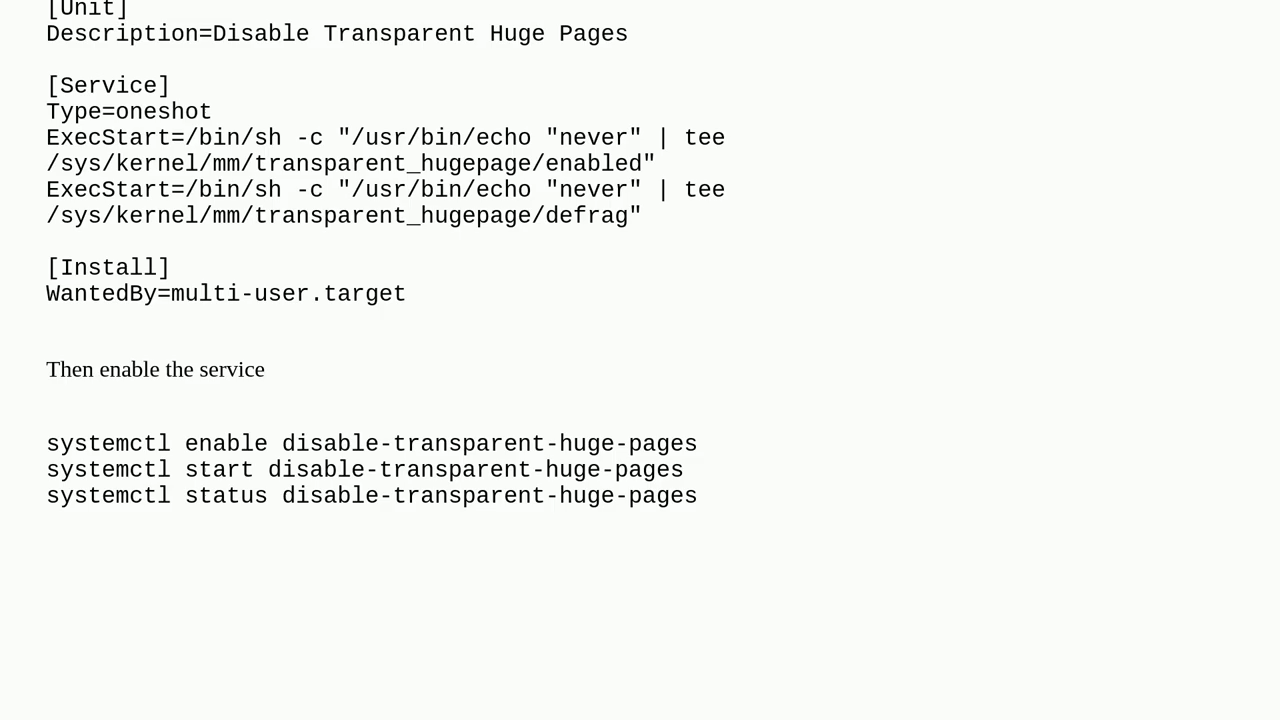 [Unit]
Description=Disable Transparent Huge Pages
[Service]
Type=oneshot
ExecStart=/bin/sh -c "/usr/bin/echo "never" | tee
/sys/kernel/mm/transparent_hugepage/enabled"
ExecStart=/bin/sh -c "/usr/bin/echo "never" | tee
/sys/kernel/mm/transparent_hugepage/defrag"
[Install]
WantedBy=multi-user.target
Then enable the service
systemctl enable disable-transparent-huge-pages
systemctl start disable-transparent-huge-pages
systemctl status disable-transparent-huge-pages